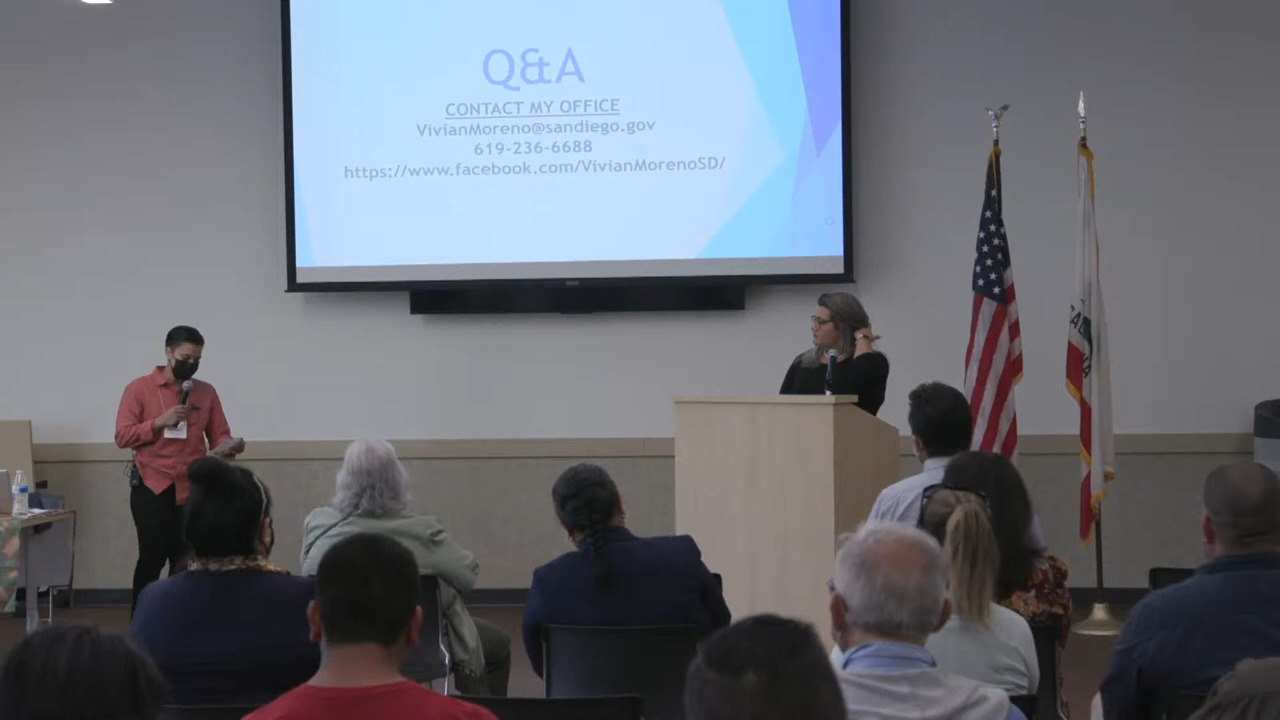 Q&A
CONTACT MY OFFICE
VivianMoreno@sandiego.gov
619-236-6688
https://www.facebook.com/VivianMorenoSD/